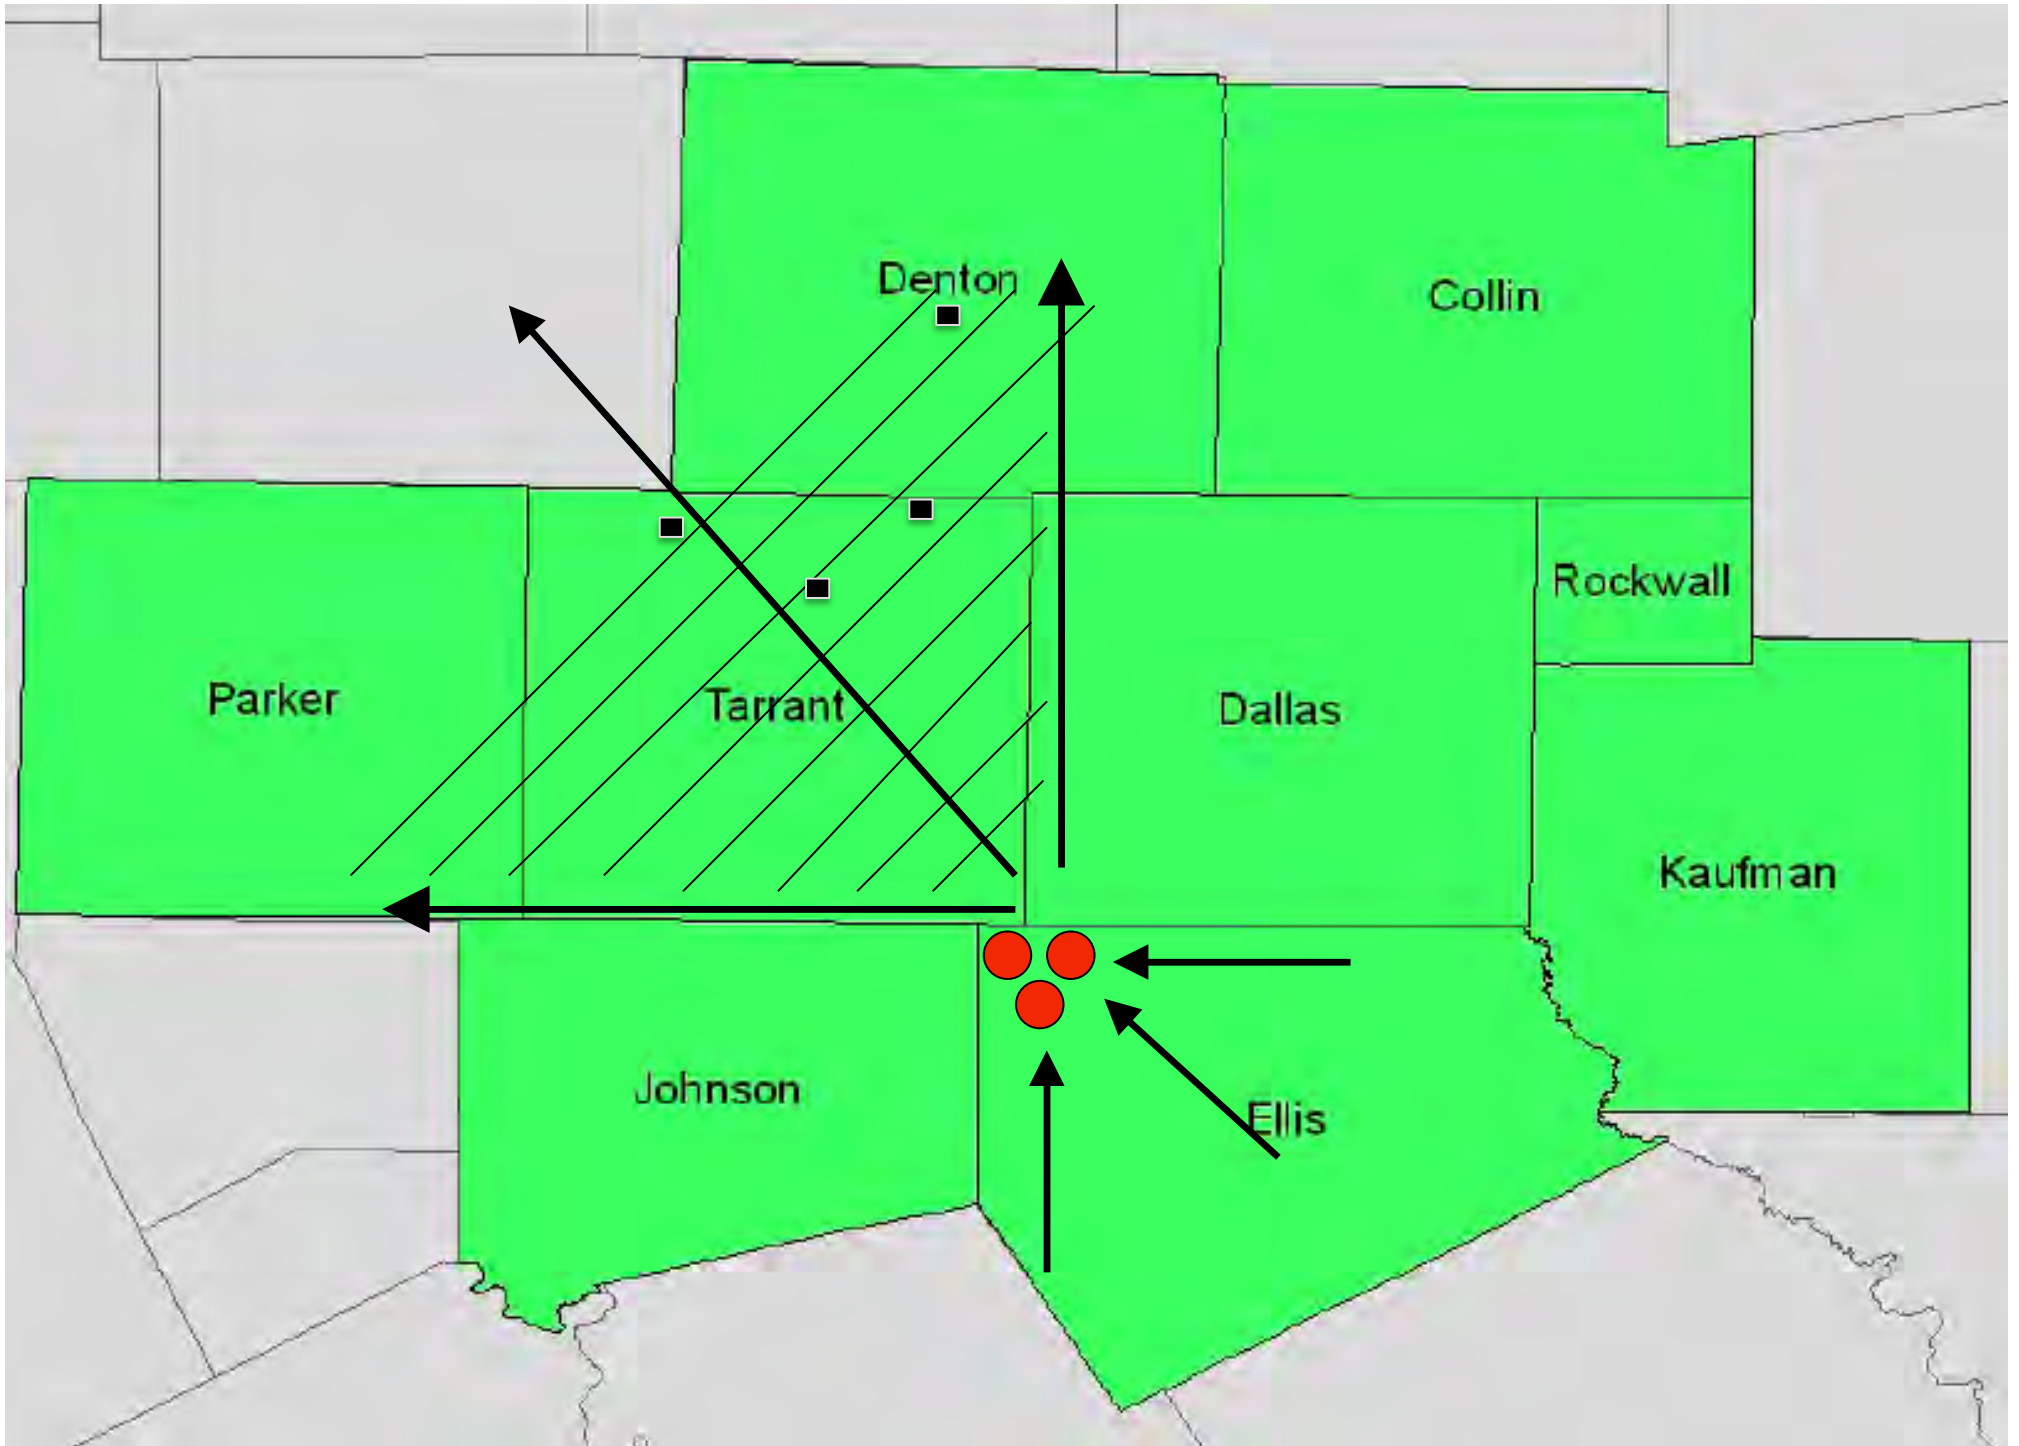 Denton
Collin
Rockwall
Parker
Tarrant
Dallas
Kaufman
Johnson
Ellis